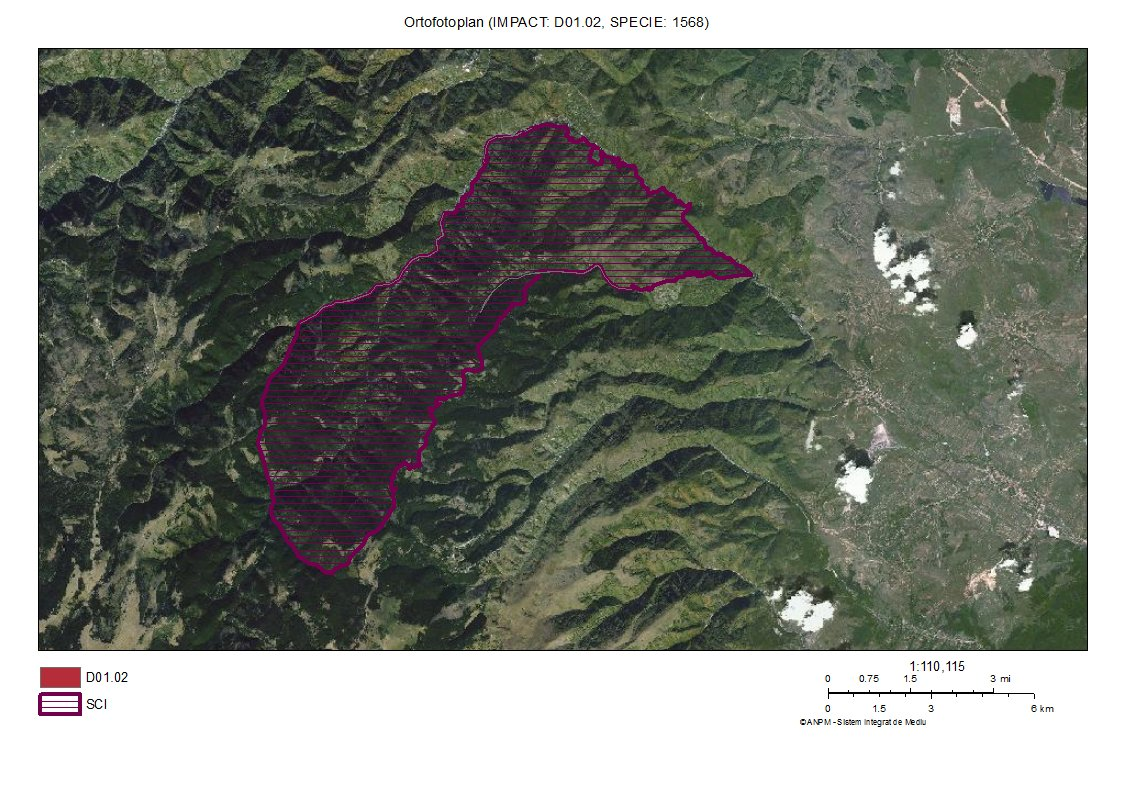 Ortofotoplan (IMPACT: D01.02, SPECIE: 1568)
D01.02
SCI
1:110,115
0 0.75 1.5 3 mi
0 1.5 3 6 km
©ANPM - Sistem Integrat de Mediu